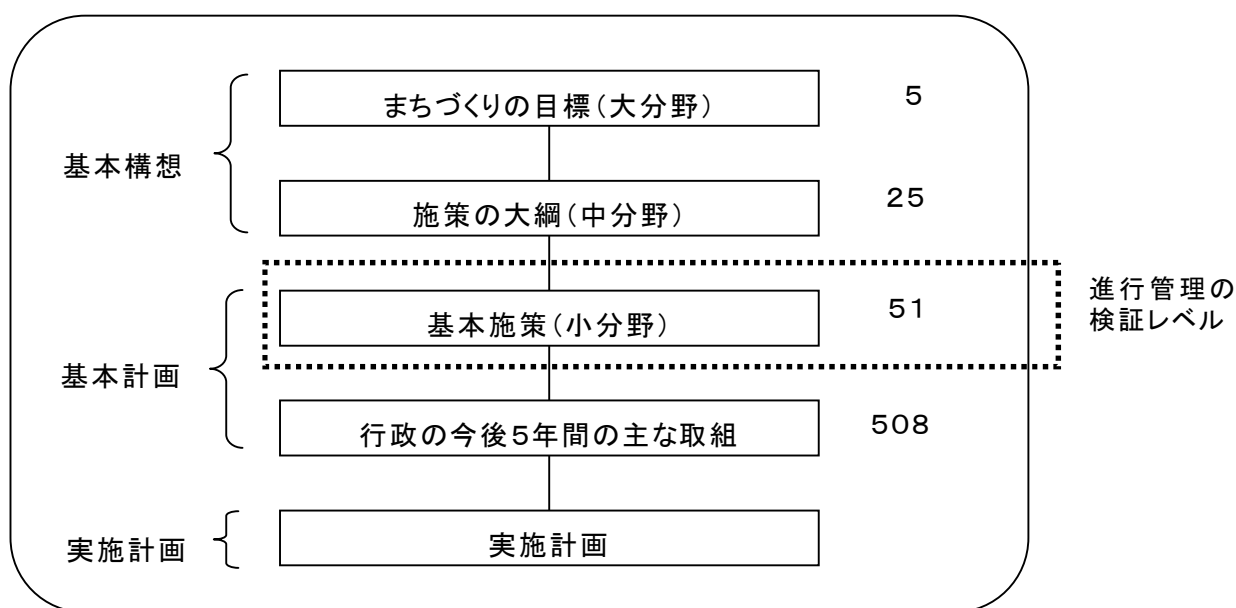 まちづくりの目標(大分野)
5
基本構想
施策の大綱(中分野)
25
基本施策(小分野)
51
進行管理の
検証レベル
基本計画
行政の今後5年間の主な取組
508
実施計画
実施計画